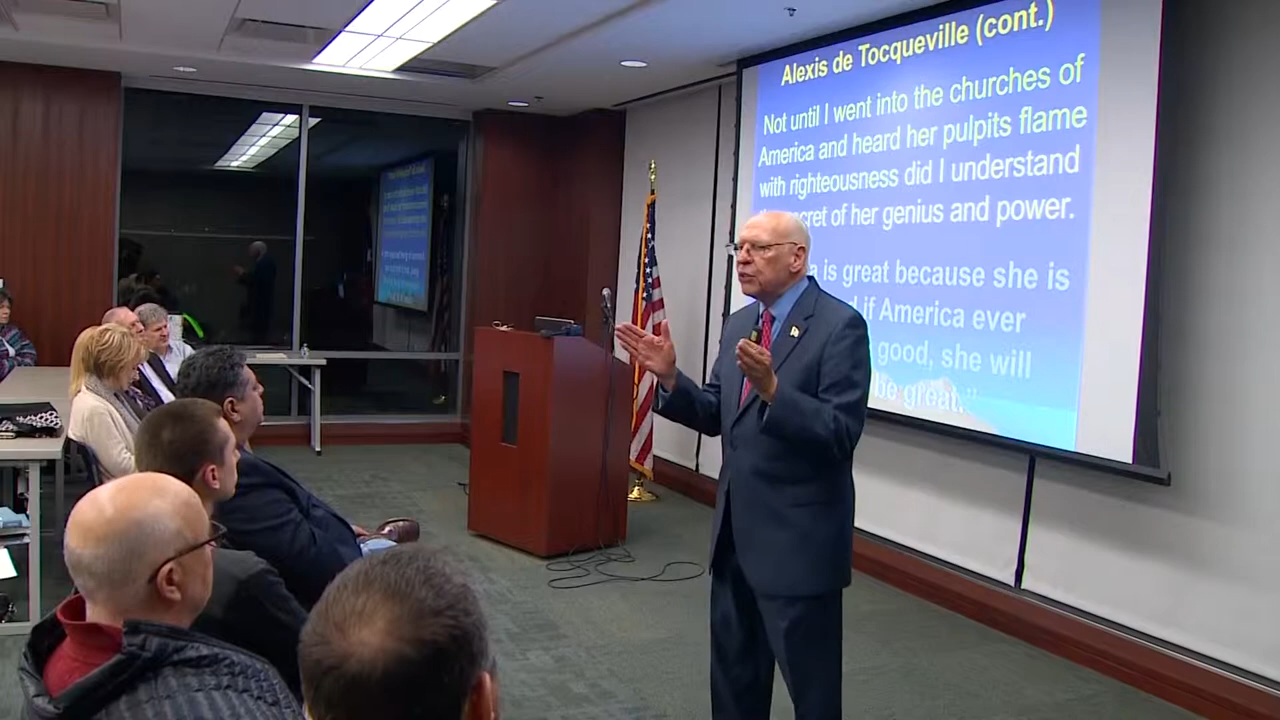 Alexis de Tocqueville (cont.)
Not until I went into the churches of
America and heard her pulpits flame
with righteousness did I understand
of her genius and power.
is great because she is
if America ever
good, she will
be great."